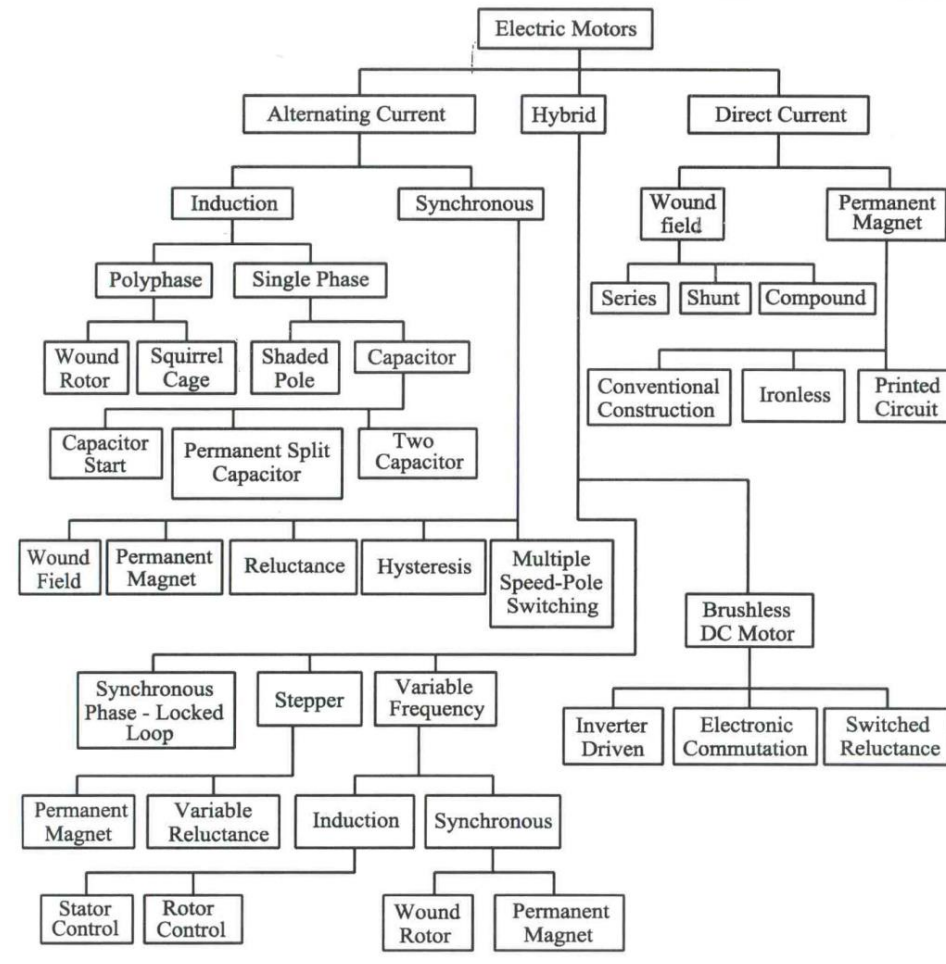 Electric Motors
Alternating Current
Hybrid
Direct Current
Induction
Synchronous
Wound
field
Permanent
Magnet
Polyphase
Single Phase
Series
Shunt
Compound
Wound
Rotor
Squirrel
Cage
Shaded
Pole
Capacitor
Conventional
Construction
Ironless
Printed
Circuit
Capacitor
Start
Permanent Split
Capacitor
Two
Capacitor
Wound
Field
Permanent
Magnet
Reluctance
Hysteresis
Multiple
Speed-Pole
Switching
Brushless
DC Motor
Synchronous
Phase - Locked
Loop
Stepper
Variable
Frequency
Inverter
Driven
Electronic
Commutation
Switched
Reluctance
Permanent
Magnet
Variable
Reluctance
Induction
Synchronous
Stator
Control
Rotor
Control
Wound
Rotor
Permanent
Magnet